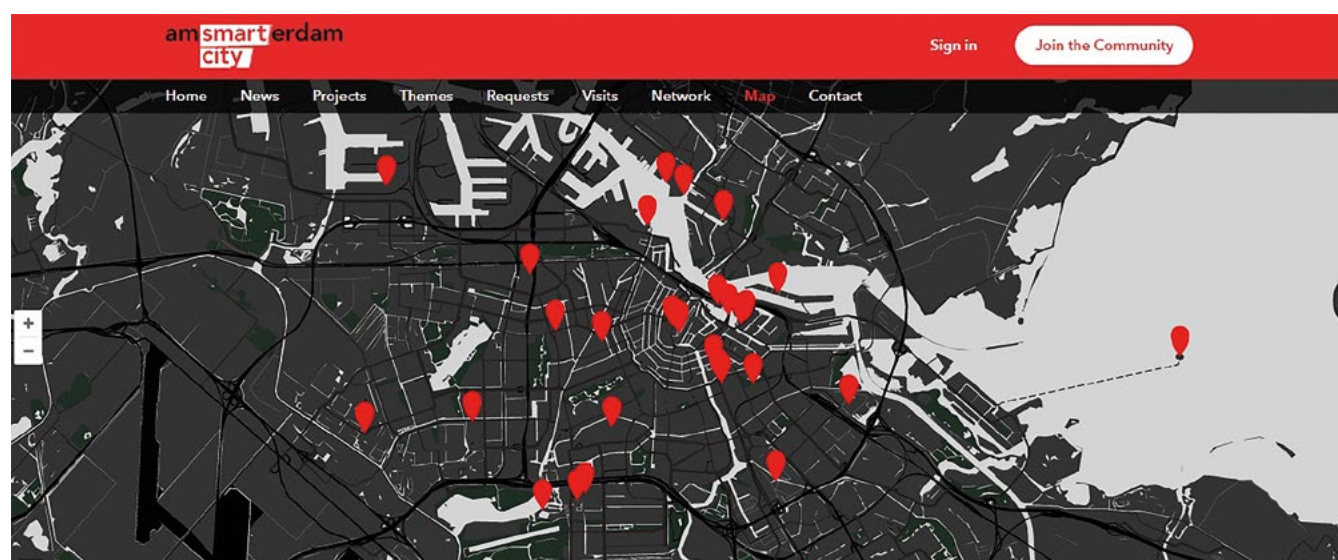 amsmarterdam
city
Sign in
Join the Community
Home News Projects Themes Requests Visits Network Map Contact
+
−